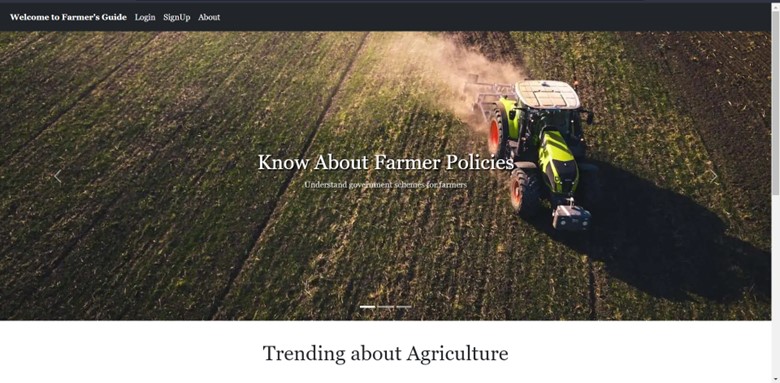 Welcome to Farmer's Guide Login SignUp About
Know About Farmer Policies
Understand government schemes for farmers
Trending about Agriculture